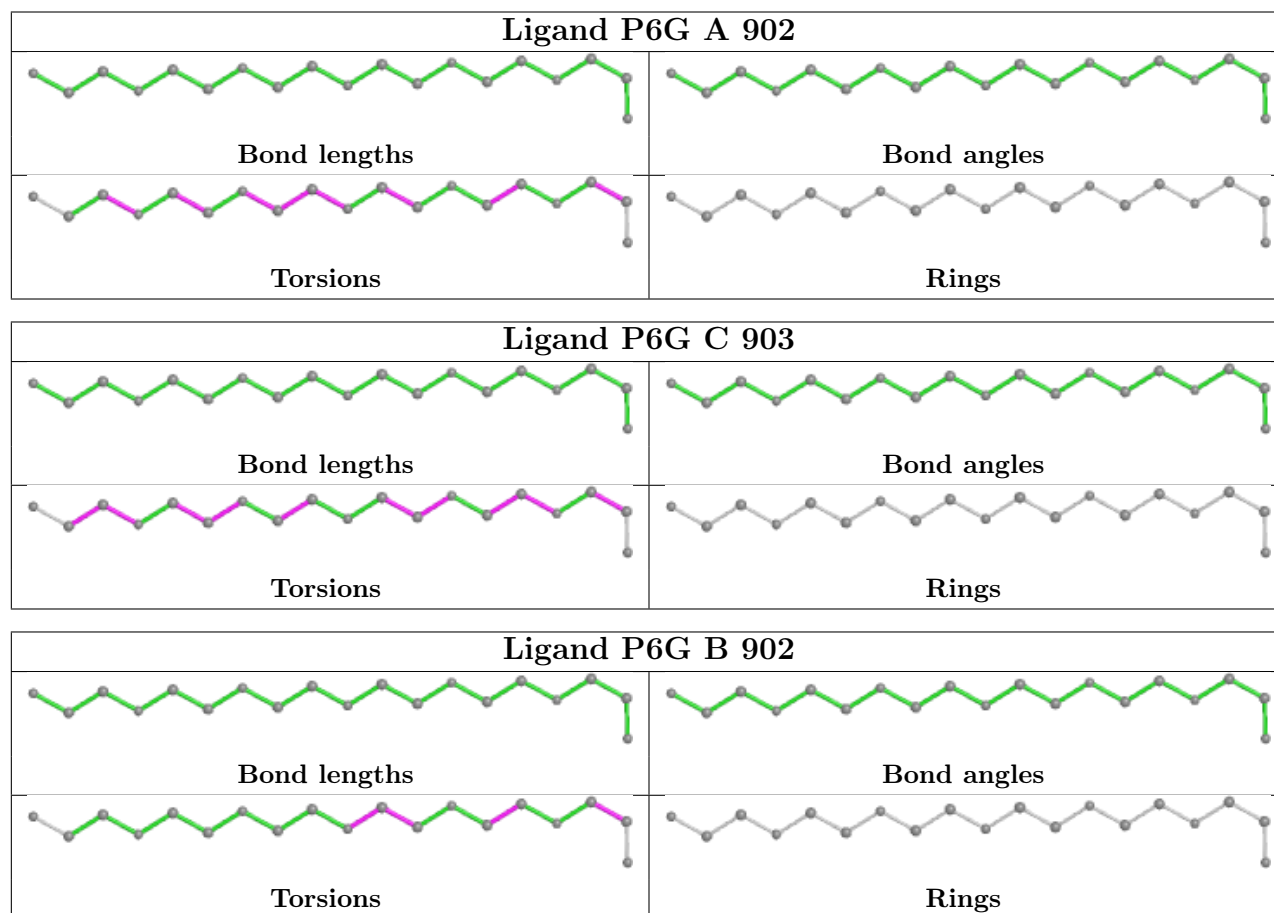 Ligand P6G A 902
Bond lengths
Bond angles
Torsions
Rings
Ligand P6G C 903
Bond lengths
Bond angles
Torsions
Rings
Ligand P6G B 902
Bond lengths
Bond angles
Torsions
Rings